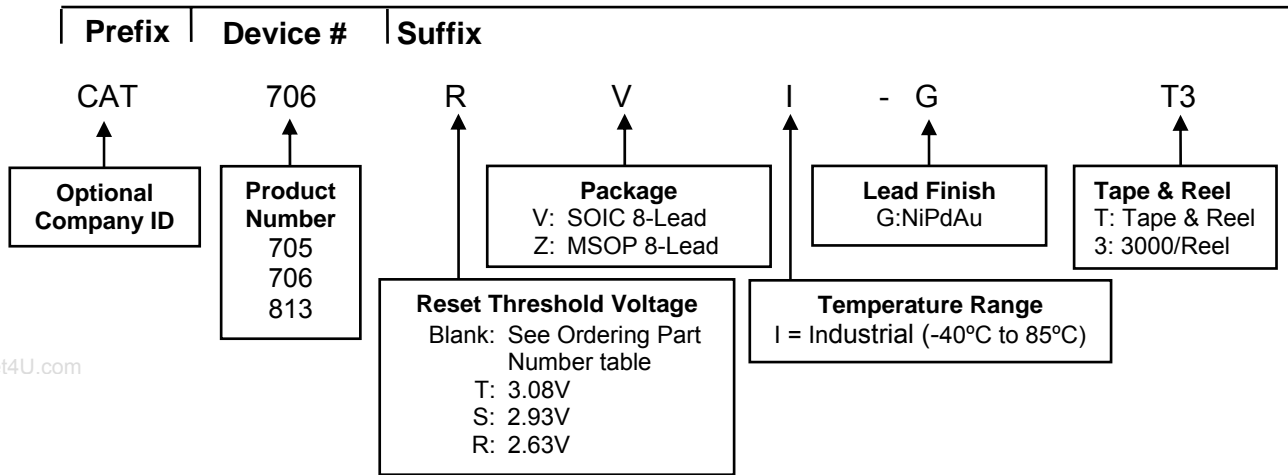 Prefix Device # Suffix
CAT 706 R V I - G T3
Optional
Company ID
Product
Number
705
706
813
Package
V: SOIC 8-Lead
Z: MSOP 8-Lead
Lead Finish
G:NiPdAu
Tape & Reel
T: Tape & Reel
3: 3000/Reel
Reset Threshold Voltage
Blank: See Ordering Part
Number table
T: 3.08V
S: 2.93V
R: 2.63V
Temperature Range
I = Industrial (-40ºC to 85ºC)
t4U.com